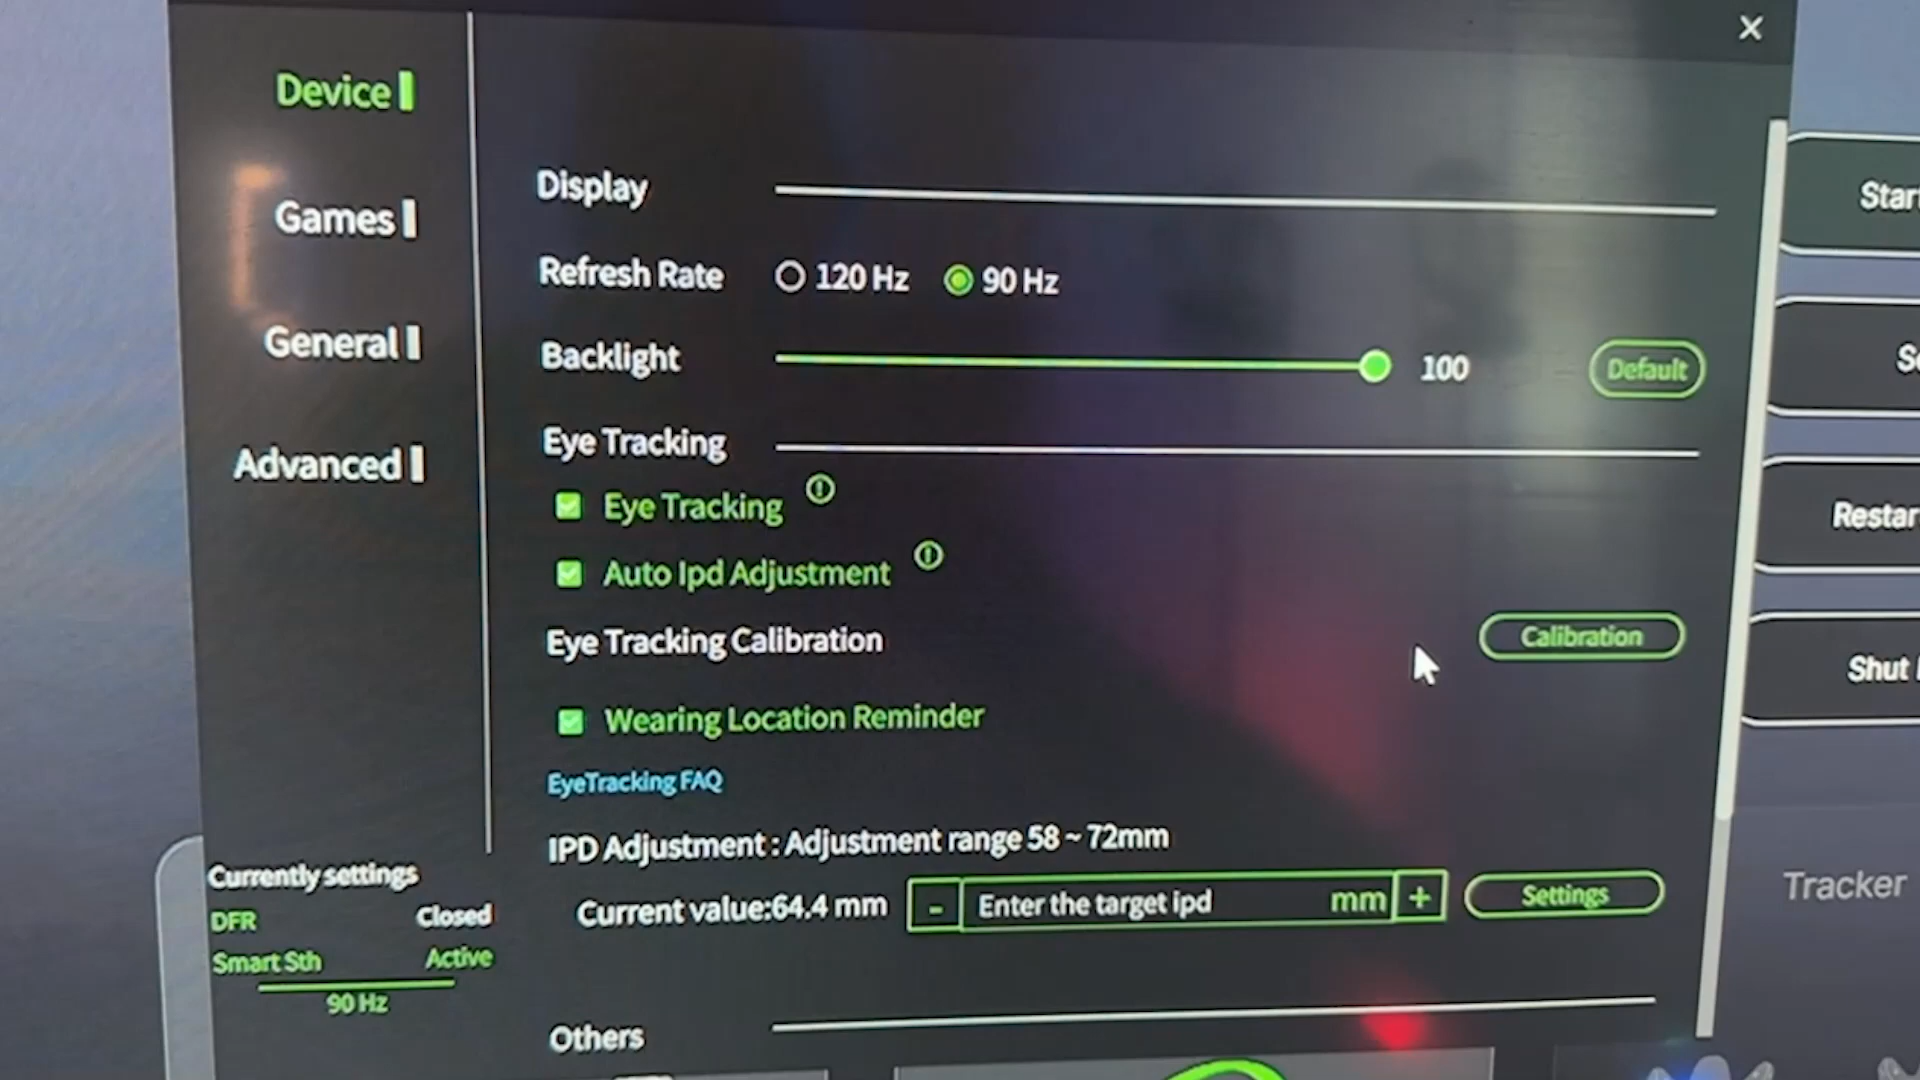 Device
Games
General
Advanced
Display
Refresh Rate 120 Hz 90 Hz
Backlight 100 Default
Eye Tracking
Eye Tracking
Auto Ipd Adjustment
Eye Tracking Calibration Calibration
Wearing Location Reminder
EyeTracking FAQ
IPD Adjustment : Adjustment range 58 ~ 72mm
Current value:64.4 mm - Enter the target ipd mm + Settings
Others
Currently settings
DFR Closed
Smart Sth Active
90 Hz
Star
Restar
Shut
Tracker